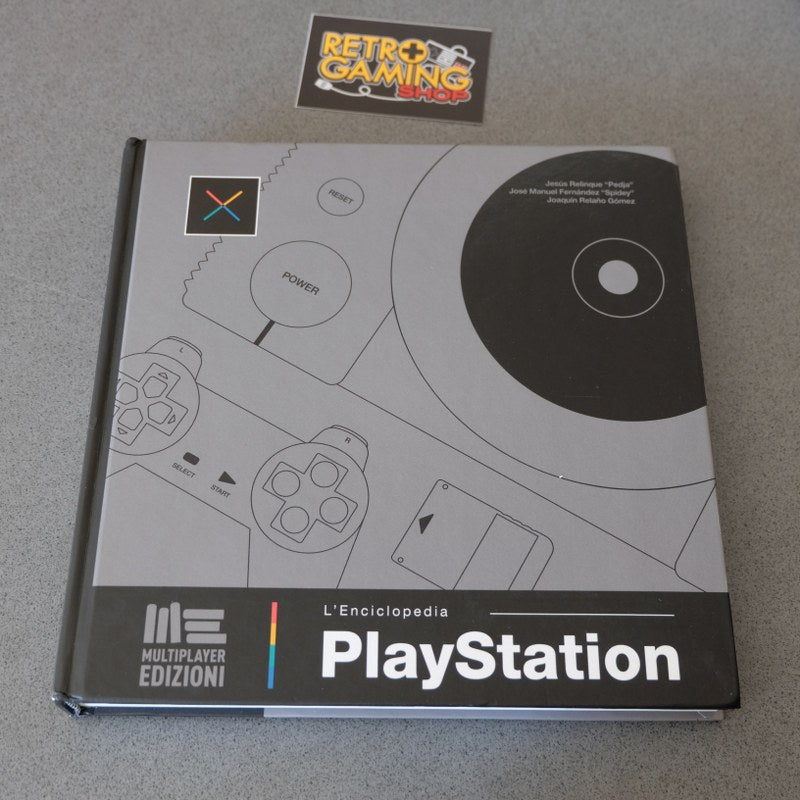 RETRO
GAMING
SHOP
Jesús Relinque "Pedja"
José Manuel Fernández "Spidey"
Joaquín Relaño Gómez
RESET
POWER
L
R
SELECT
START
L'Enciclopedia
PlayStation
MULTIPLAYER
EDIZIONI